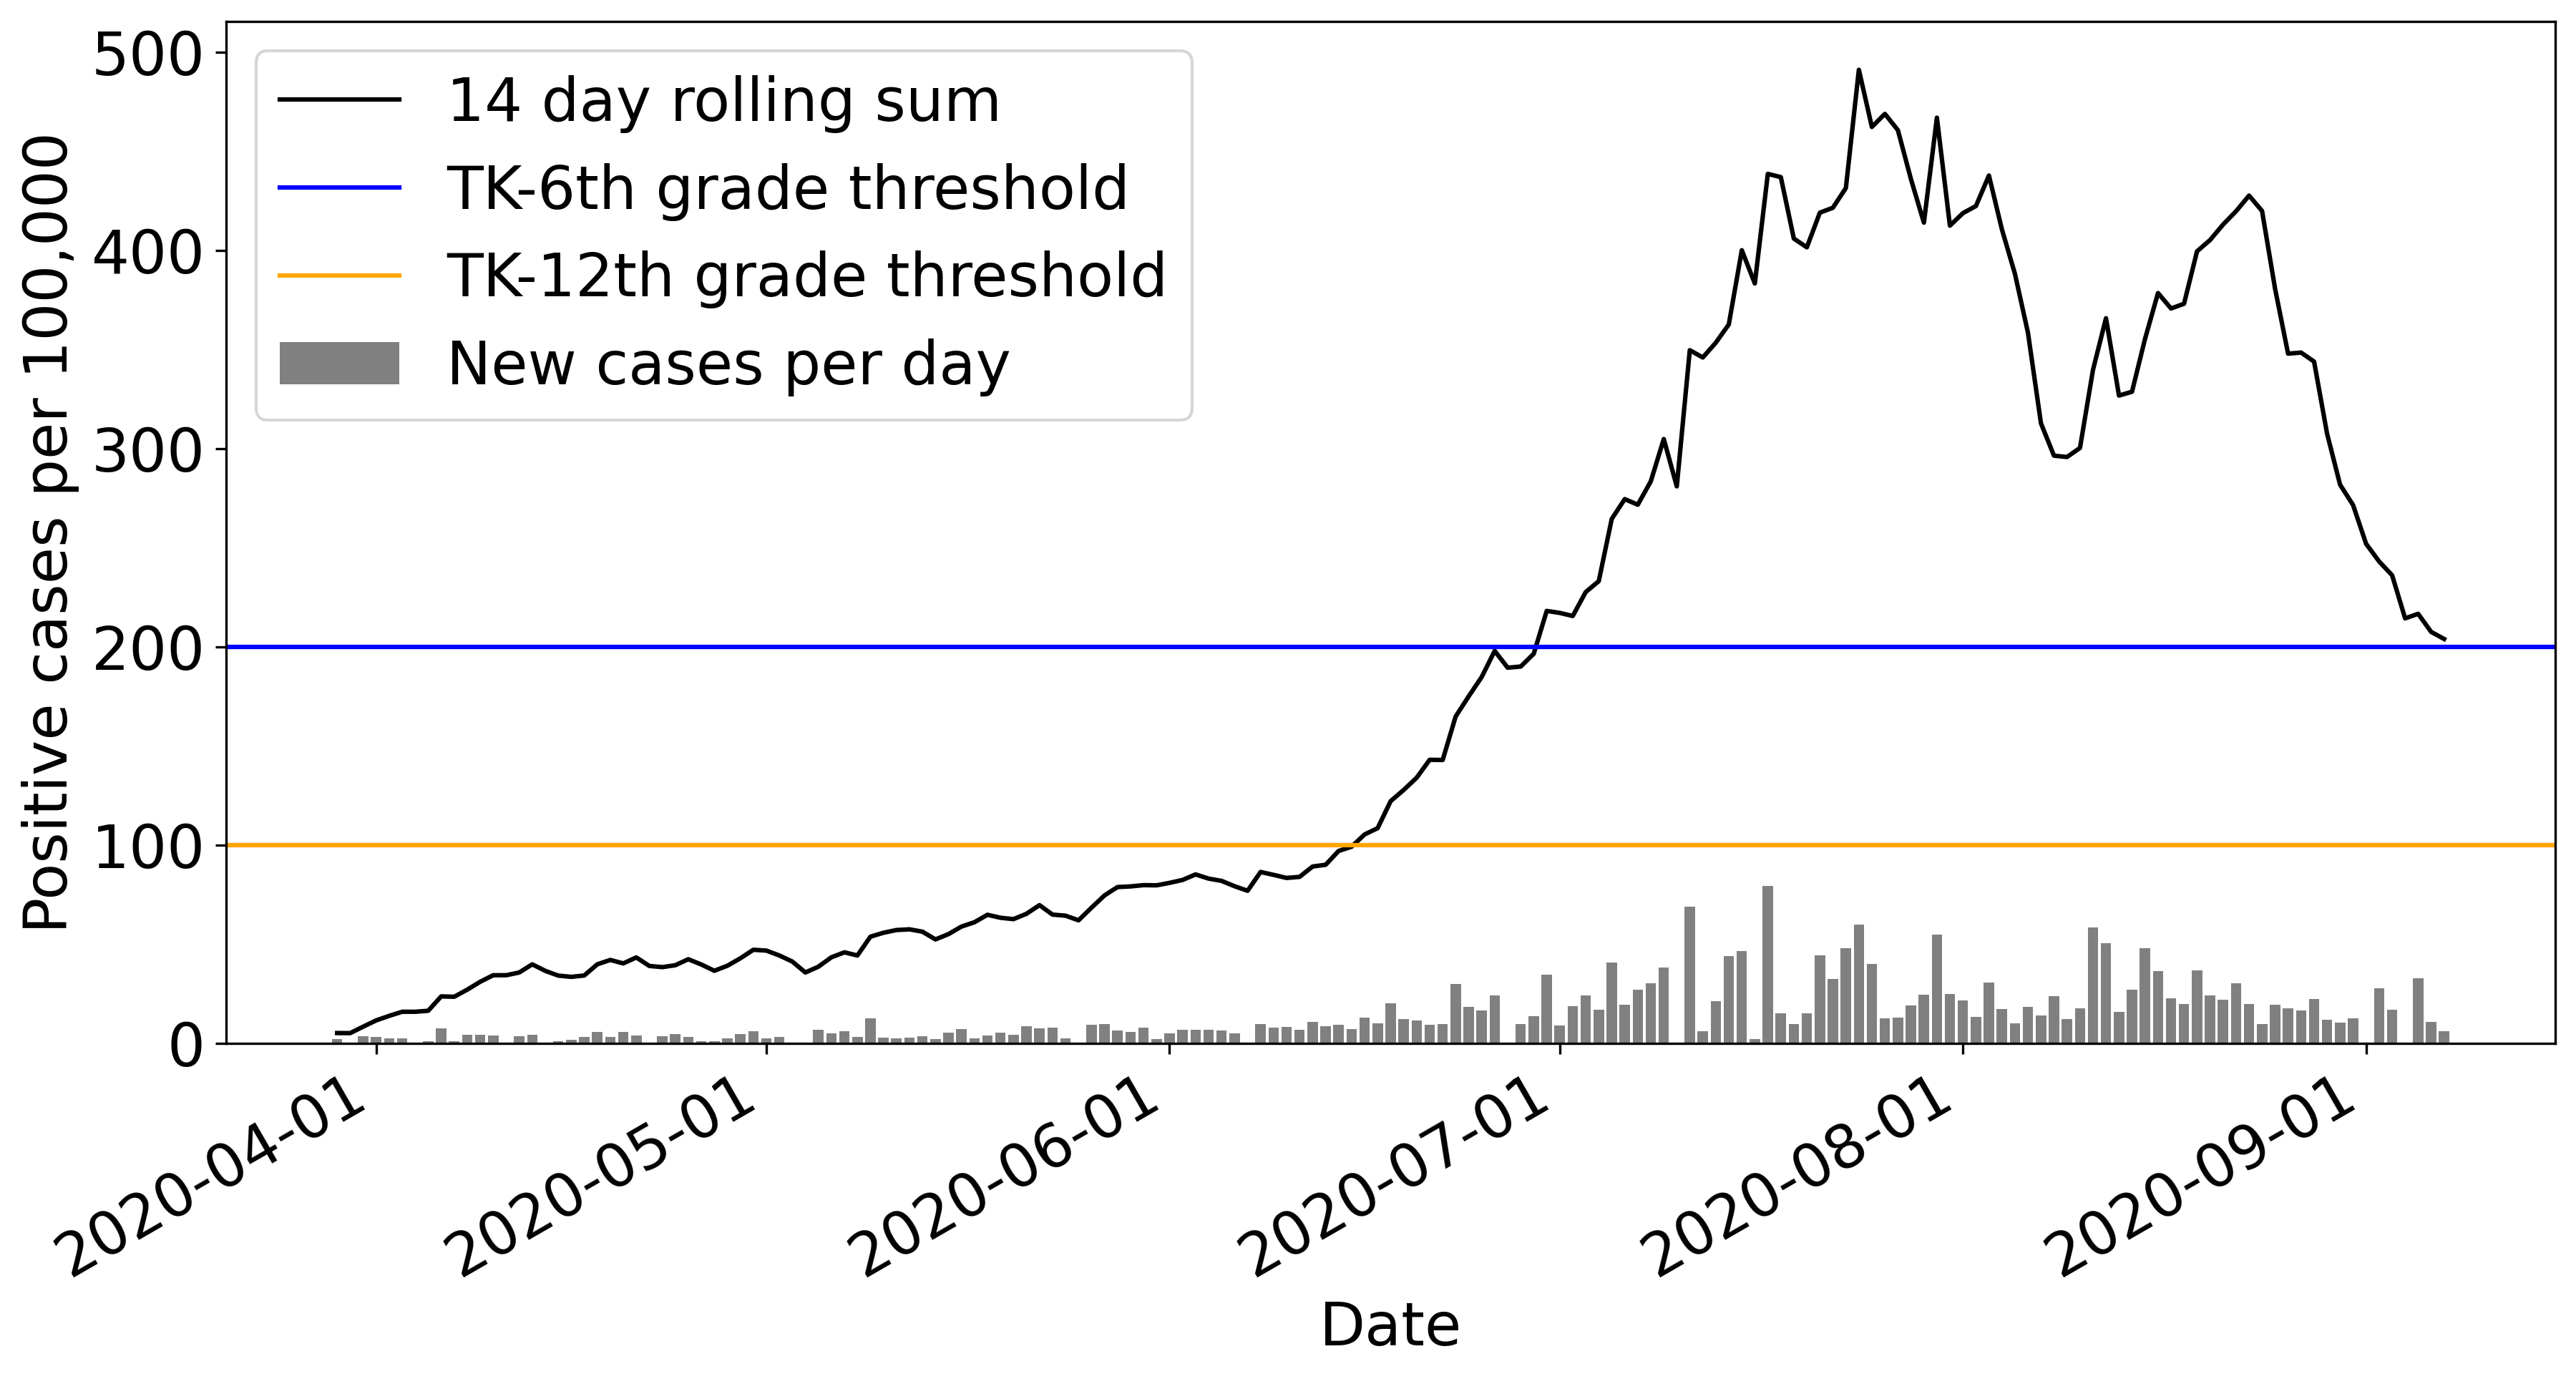 Positive cases per 100,000
500
400
300
200
100
0
14 day rolling sum
TK-6th grade threshold
TK-12th grade threshold
New cases per day
2020-04-01
2020-05-01
2020-06-01
2020-07-01
2020-08-01
2020-09-01
Date